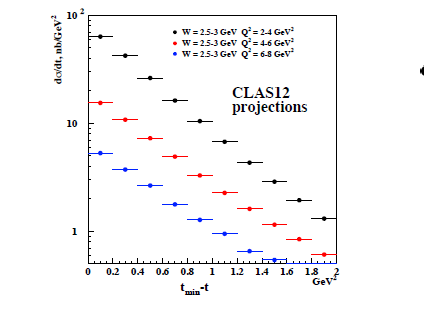 10²
10
1
dσ/dt, nb/GeV²
W = 2.5-3 GeV Q² = 2-4 GeV²
W = 2.5-3 GeV Q² = 4-6 GeV²
W = 2.5-3 GeV Q² = 6-8 GeV²
CLAS12
projections
0 0.2 0.4 0.6 0.8 1 1.2 1.4 1.6 1.8 2
GeV²
t_min-t